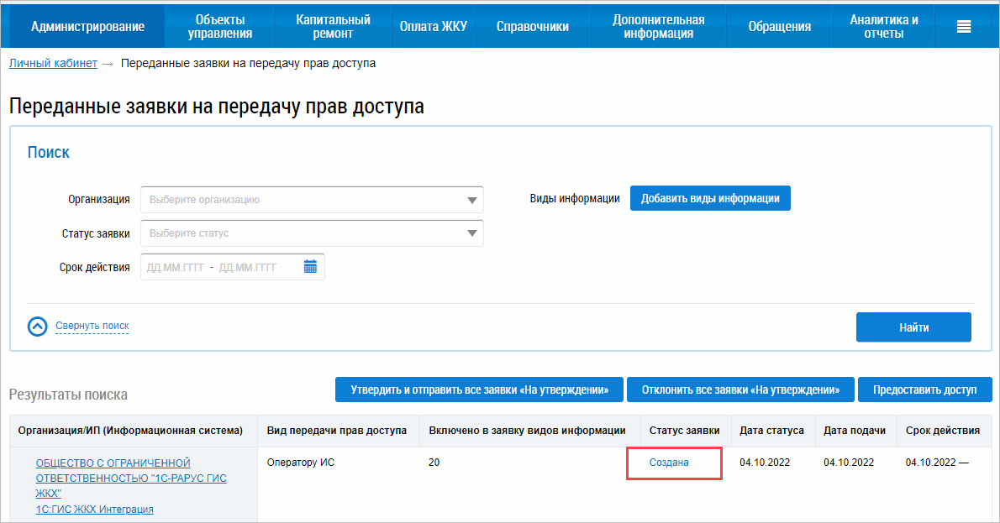 Администрирование
Объекты
управления
Капитальный
ремонт
Оплата ЖКУ
Справочники
Дополнительная
информация
Обращения
Аналитика и
отчеты
Личный кабинет → Переданные заявки на передачу прав доступа
Переданные заявки на передачу прав доступа
Поиск
Организация Выберите организацию
Виды информации Добавить виды информации
Статус заявки Выберите статус
Срок действия ДД.ММ.ГГГГ - ДД.ММ.ГГГГ
Свернуть поиск
Найти
Результаты поиска
Утвердить и отправить все заявки «На утверждении»
Отклонить все заявки «На утверждении»
Предоставить доступ
Организация/ИП (Информационная система) Вид передачи прав доступа Включено в заявку видов информации Статус заявки Дата статуса Дата подачи Срок действия
ОБЩЕСТВО С ОГРАНИЧЕННОЙ Оператору ИС 20 Создана 04.10.2022 04.10.2022 04.10.2022 —
ОТВЕТСТВЕННОСТЬЮ "1С-РАРУС ГИС
ЖКХ"
1С:ГИС ЖКХ Интеграция